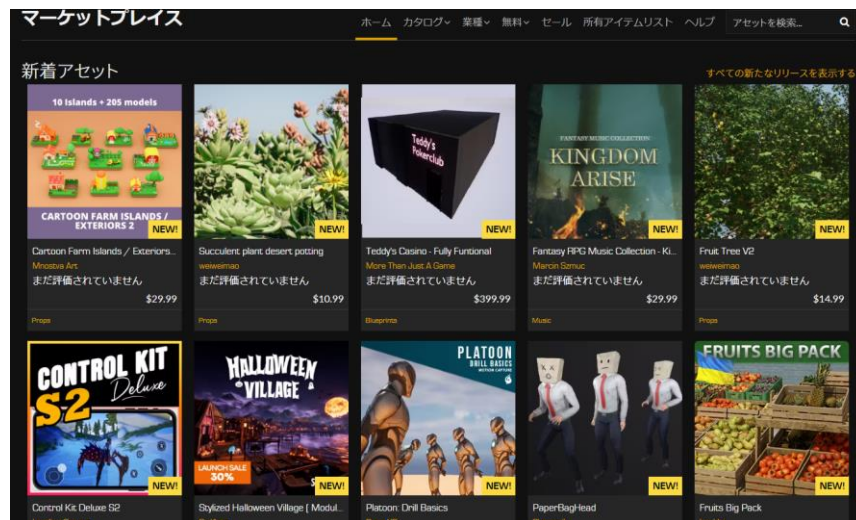 マーケットプレイス
ホーム カタログ 業種 無料 セール 所有アイテムリスト ヘルプ アセットを検索...
新着アセット
すべての新たなリリースを表示する
10 Islands + 205 models
CARTOON FARM ISLANDS /
EXTERIORS 2
NEW!
NEW!
Teddy's
Pokerclub
NEW!
FANTASY MUSIC COLLECTION
KINGDOM
ARISE
NEW!
NEW!
Cartoon Farm Islands / Exteriors...
Mnostva Art
まだ評価されていません
$29.99
Props
Succulent plant desert potting
weiweimao
まだ評価されていません
$10.99
Props
Teddy's Casino - Fully Funtional
More Than Just A Game
まだ評価されていません
$399.99
Blueprints
Fantasy RPG Music Collection - Ki...
Marcin Szmuc
まだ評価されていません
$29.99
Music
Fruit Tree V2
weiweimao
まだ評価されていません
$14.99
Props
CONTROL KIT
S2 Deluxe
NEW!
HALLOWEEN
VILLAGE
LAUNCH SALE
30%
NEW!
PLATOON
DRILL BASICS
MOTION CAPTURE
NEW!
NEW!
FRUITS BIG PACK
NEW!
Control Kit Deluxe S2
Stylized Halloween Village [ Modul...
Platoon: Drill Basics
PaperBagHead
Fruits Big Pack